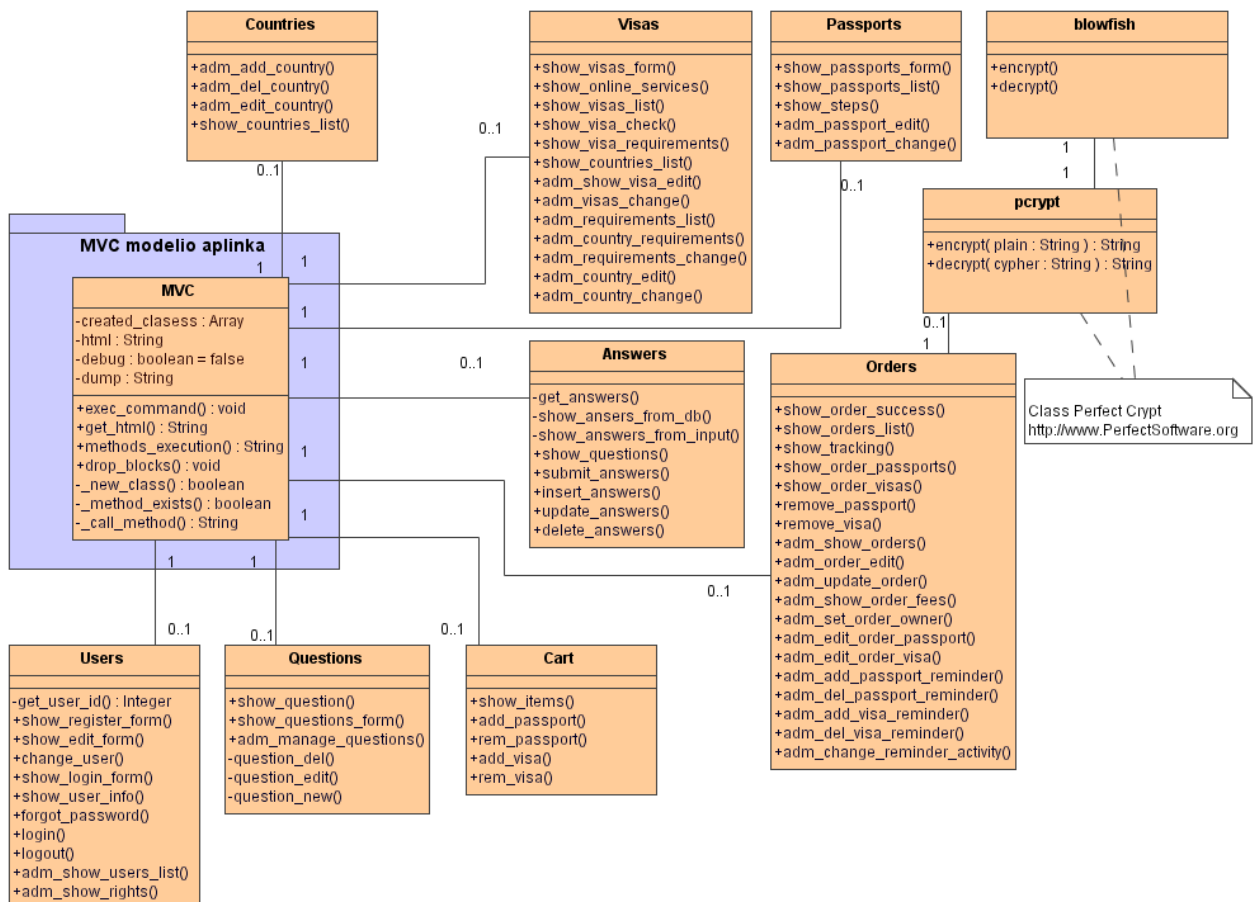 Countries
+adm_add_country()
+adm_del_country()
+adm_edit_country()
+show_countries_list()
0..1
Visas
+show_visas_form()
+show_online_services()
+show_visas_list()
+show_visa_check()
+show_visa_requirements()
+show_countries_list()
+adm_show_visa_edit()
+adm_visas_change()
+adm_requirements_list()
+adm_country_requirements()
+adm_requirements_change()
+adm_country_edit()
+adm_country_change()
0..1
Passports
+show_passports_form()
+show_passports_list()
+show_steps()
+adm_passport_edit()
+adm_passport_change()
0..1
blowfish
+encrypt()
+decrypt()
1
1
pcrypt
+encrypt( plain : String ) : String
+decrypt( cypher : String ) : String
0..1
1
MVC modelio aplinka
1
1
MVC
-created_clasess : Array
-html : String
-debug : boolean = false
-dump : String
+exec_command() : void
+get_html() : String
+methods_execution() : String
+drop_blocks() : void
-_new_class() : boolean
-_method_exists() : boolean
-_call_method() : String
1
1
1
1
1
1
0..1
Answers
-get_answers()
-show_ansers_from_db()
-show_answers_from_input()
+show_questions()
+submit_answers()
+insert_answers()
+update_answers()
+delete_answers()
Orders
+show_order_success()
+show_orders_list()
+show_tracking()
+show_order_passports()
+show_order_visas()
+remove_passport()
+remove_visa()
+adm_show_orders()
+adm_order_edit()
+adm_update_order()
+adm_show_order_fees()
+adm_set_order_owner()
+adm_edit_order_passport()
+adm_edit_order_visa()
+adm_add_passport_reminder()
+adm_del_passport_reminder()
+adm_add_visa_reminder()
+adm_del_visa_reminder()
+adm_change_reminder_activity()
0..1
Class Perfect Crypt
http://www.PerfectSoftware.org
0..1
Users
-get_user_id() : Integer
+show_register_form()
+show_edit_form()
+change_user()
+show_login_form()
+show_user_info()
+forgot_password()
+login()
+logout()
+adm_show_users_list()
+adm_show_rights()
0..1
Questions
+show_question()
+show_questions_form()
+adm_manage_questions()
-question_del()
-question_edit()
-question_new()
0..1
Cart
+show_items()
+add_passport()
+rem_passport()
+add_visa()
+rem_visa()